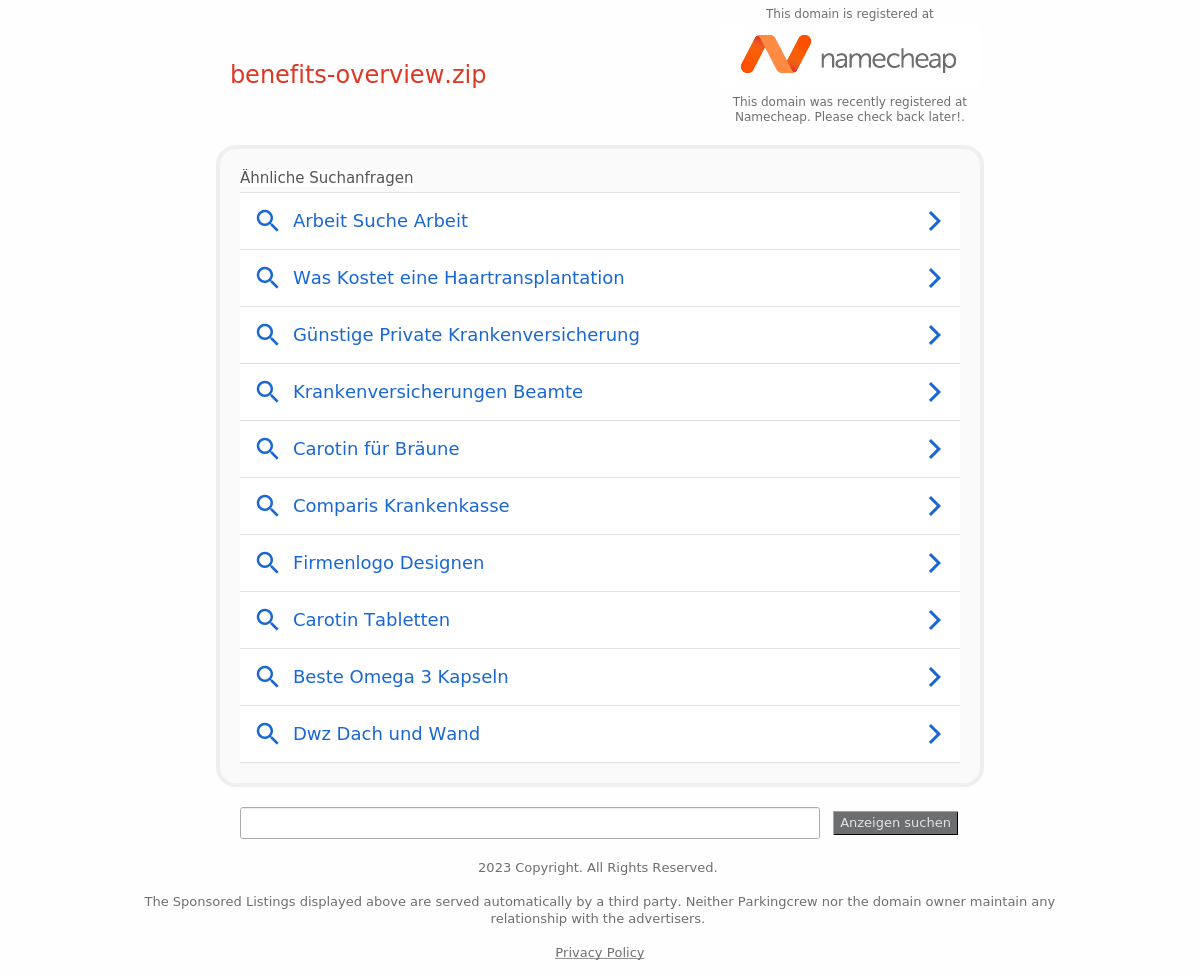 This domain is registered at
namecheap
benefits-overview.zip
This domain was recently registered at
Namecheap. Please check back later!.
Ähnliche Suchanfragen
Arbeit Suche Arbeit
Was Kostet eine Haartransplantation
Günstige Private Krankenversicherung
Krankenversicherungen Beamte
Carotin für Bräune
Comparis Krankenkasse
Firmenlogo Designen
Carotin Tabletten
Beste Omega 3 Kapseln
Dwz Dach und Wand
Anzeigen suchen
2023 Copyright. All Rights Reserved.
The Sponsored Listings displayed above are served automatically by a third party. Neither Parkingcrew nor the domain owner maintain any
relationship with the advertisers.
Privacy Policy